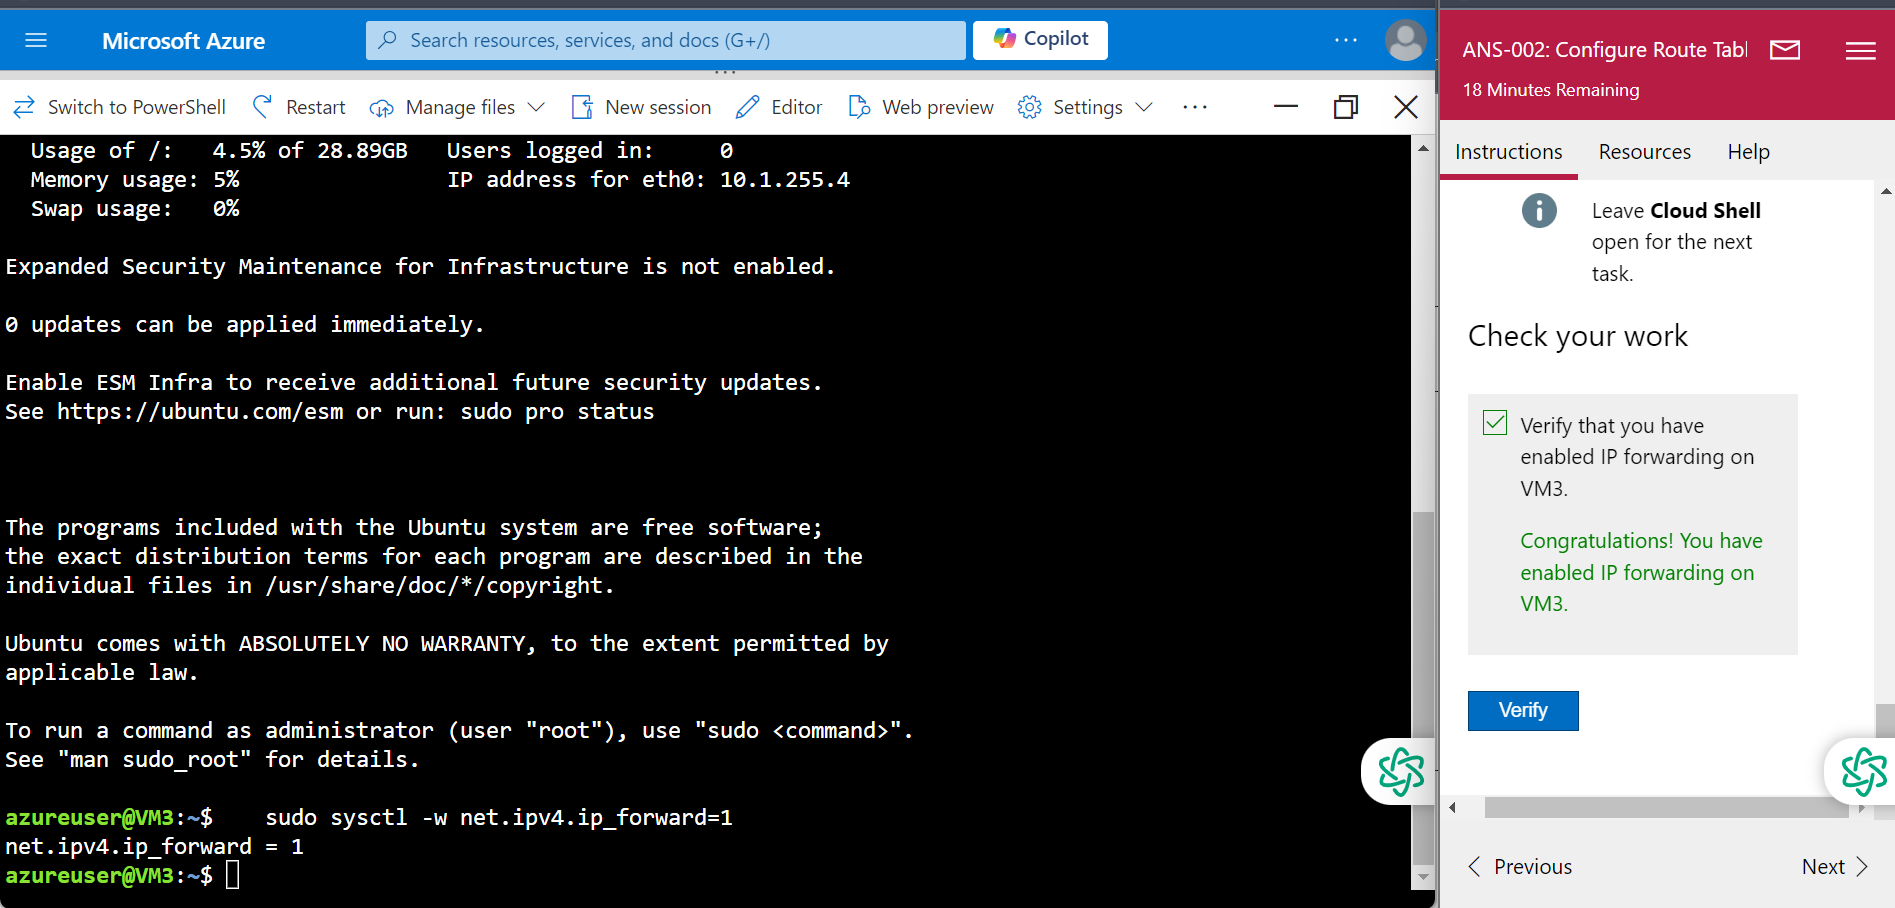 Microsoft Azure
Search resources, services, and docs (G+/)
Copilot
Switch to PowerShell
Restart
Manage files
New session
Editor
Web preview
Settings
Usage of /:   4.5% of 28.89GB   Users logged in:     0
Memory usage: 5%                IP address for eth0: 10.1.255.4
Swap usage:   0%
Expanded Security Maintenance for Infrastructure is not enabled.
0 updates can be applied immediately.
Enable ESM Infra to receive additional future security updates.
See https://ubuntu.com/esm or run: sudo pro status
The programs included with the Ubuntu system are free software;
the exact distribution terms for each program are described in the
individual files in /usr/share/doc/*/copyright.
Ubuntu comes with ABSOLUTELY NO WARRANTY, to the extent permitted by
applicable law.
To run a command as administrator (user "root"), use "sudo <command>".
See "man sudo_root" for details.
azureuser@VM3:~$    sudo sysctl -w net.ipv4.ip_forward=1
net.ipv4.ip_forward = 1
azureuser@VM3:~$
ANS-002: Configure Route Tabl
18 Minutes Remaining
Instructions
Resources
Help
Leave Cloud Shell
open for the next
task.
Check your work
Verify that you have
enabled IP forwarding on
VM3.
Congratulations! You have
enabled IP forwarding on
VM3.
Verify
Previous
Next